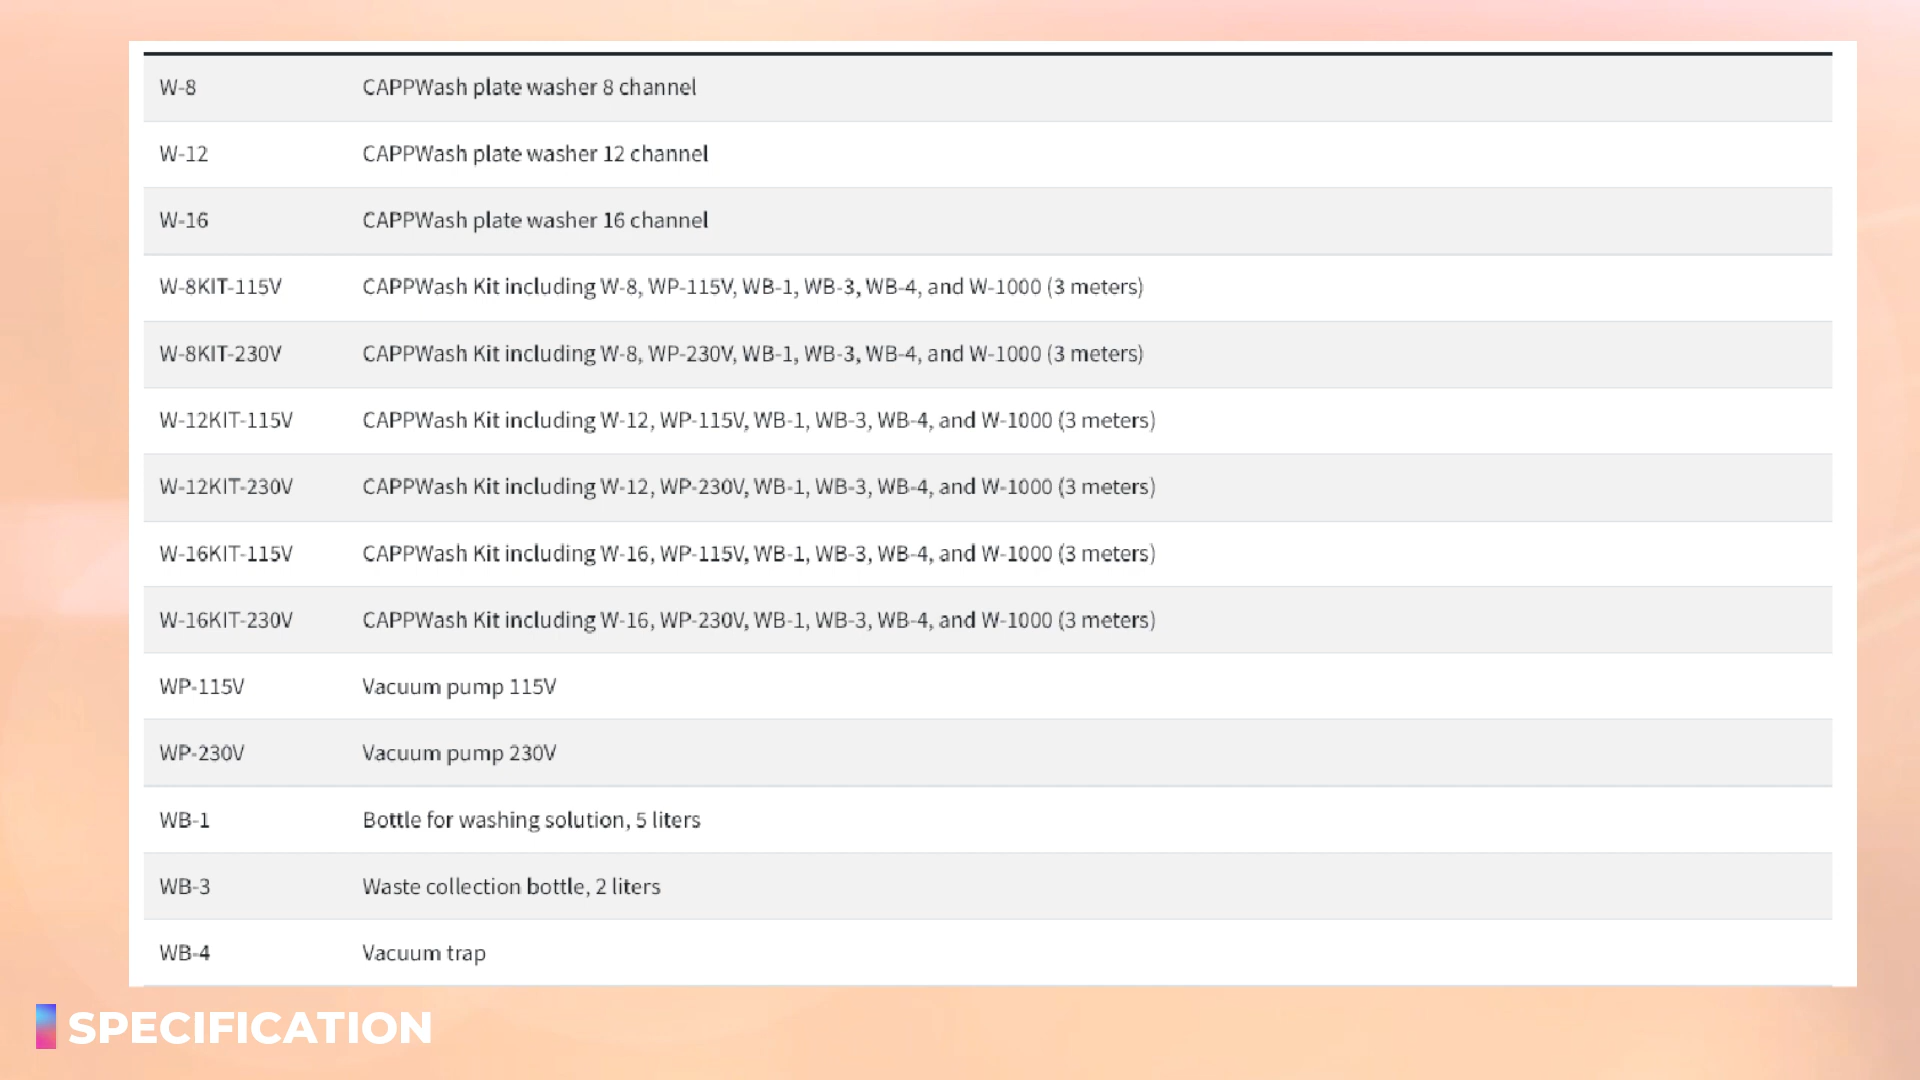 W-8 CAPPWash plate washer 8 channel
W-12 CAPPWash plate washer 12 channel
W-16 CAPPWash plate washer 16 channel
W-8KIT-115V CAPPWash Kit including W-8, WP-115V, WB-1, WB-3, WB-4, and W-1000 (3 meters)
W-8KIT-230V CAPPWash Kit including W-8, WP-230V, WB-1, WB-3, WB-4, and W-1000 (3 meters)
W-12KIT-115V CAPPWash Kit including W-12, WP-115V, WB-1, WB-3, WB-4, and W-1000 (3 meters)
W-12KIT-230V CAPPWash Kit including W-12, WP-230V, WB-1, WB-3, WB-4, and W-1000 (3 meters)
W-16KIT-115V CAPPWash Kit including W-16, WP-115V, WB-1, WB-3, WB-4, and W-1000 (3 meters)
W-16KIT-230V CAPPWash Kit including W-16, WP-230V, WB-1, WB-3, WB-4, and W-1000 (3 meters)
WP-115V Vacuum pump 115V
WP-230V Vacuum pump 230V
WB-1 Bottle for washing solution, 5 liters
WB-3 Waste collection bottle, 2 liters
WB-4 Vacuum trap
SPECIFICATION